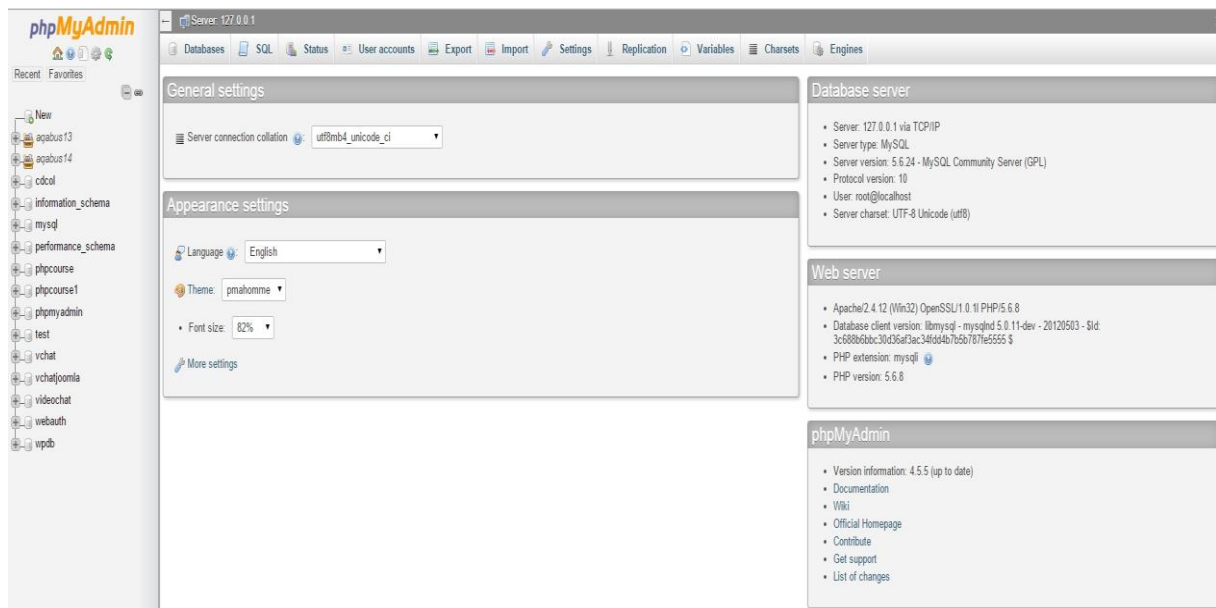 phpMyAdmin
Recent Favorites
New
aqabus13
aqabus14
cdcol
information_schema
mysql
performance_schema
phpcourse
phpcourse1
phpmyadmin
test
vchat
vchatjoomla
videochat
webauth
wpdb
Server: 127.0.0.1
Databases SQL Status User accounts Export Import Settings Replication Variables Charsets Engines
General settings
Server connection collation : utf8mb4_unicode_ci
Appearance settings
Language : English
Theme: pmahomme
• Font size: 82%
More settings
Database server
• Server: 127.0.0.1 via TCP/IP
• Server type: MySQL
• Server version: 5.6.24 - MySQL Community Server (GPL)
• Protocol version: 10
• User: root@localhost
• Server charset: UTF-8 Unicode (utf8)
Web server
• Apache/2.4.12 (Win32) OpenSSL/1.0.1l PHP/5.6.8
• Database client version: libmysql - mysqlnd 5.0.11-dev - 20120503 - $Id:
3c688b6bbc30d36af3ac34fdd4b7b5b787fe5555 $
• PHP extension: mysqli
• PHP version: 5.6.8
phpMyAdmin
• Version information: 4.5.5 (up to date)
• Documentation
• Wiki
• Official Homepage
• Contribute
• Get support
• List of changes